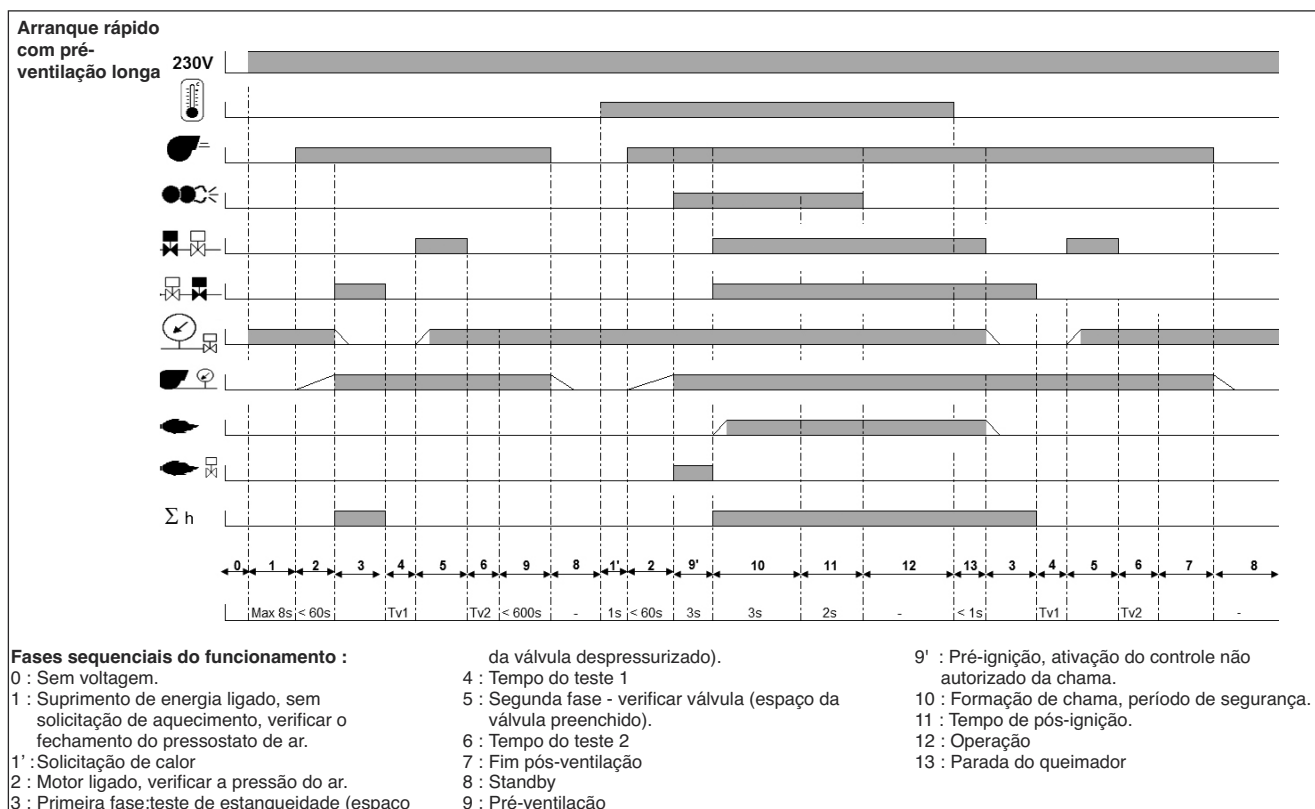 Arranque rápido
com pré-
ventilação longa
230V
Σ h
0 1 2 3 4 5 6 9 8 1' 2 9' 10 11 12 13 3 4 5 6 7 8
Max 8s < 60s Tv1 Tv2 < 600s - 1s < 60s 3s 3s 2s - < 1s Tv1 Tv2 -
Fases sequenciais do funcionamento :
0 : Sem voltagem.
1 : Suprimento de energia ligado, sem
solicitação de aquecimento, verificar o
fechamento do pressostato de ar.
1' : Solicitação de calor
2 : Motor ligado, verificar a pressão do ar.
3 : Primeira fase:teste de estanqueidade (espaço
da válvula despressurizado).
4 : Tempo do teste 1
5 : Segunda fase - verificar válvula (espaço da
válvula preenchido).
6 : Tempo do teste 2
7 : Fim pós-ventilação
8 : Standby
9 : Pré-ventilação
9' : Pré-ignição, ativação do controle não
autorizado da chama.
10 : Formação de chama, período de segurança.
11 : Tempo de pós-ignição.
12 : Operação
13 : Parada do queimador